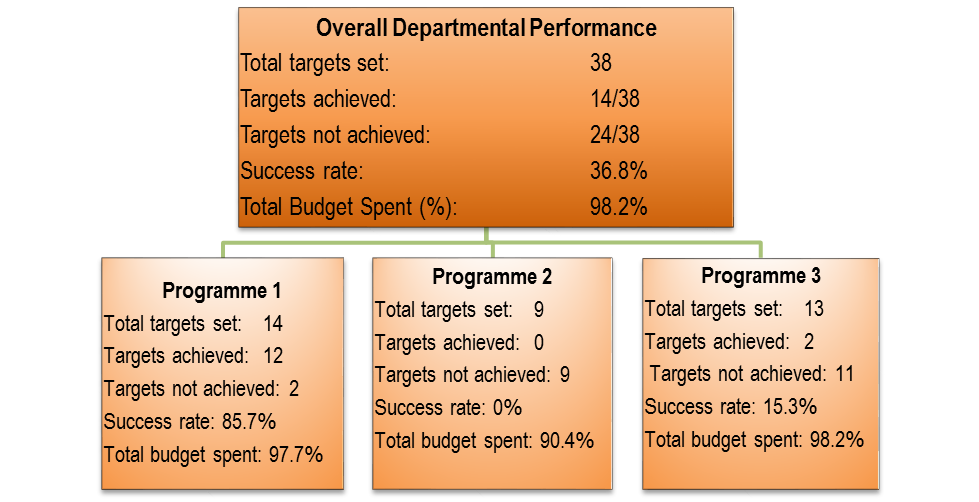 Overall Departmental Performance
Total targets set: 38
Targets achieved: 14/38
Targets not achieved: 24/38
Success rate: 36.8%
Total Budget Spent (%): 98.2%
Programme 1
Total targets set: 14
Targets achieved: 12
Targets not achieved: 2
Success rate: 85.7%
Total budget spent: 97.7%
Programme 2
Total targets set: 9
Targets achieved: 0
Targets not achieved: 9
Success rate: 0%
Total budget spent: 90.4%
Programme 3
Total targets set: 13
Targets achieved: 2
Targets not achieved: 11
Success rate: 15.3%
Total budget spent: 98.2%